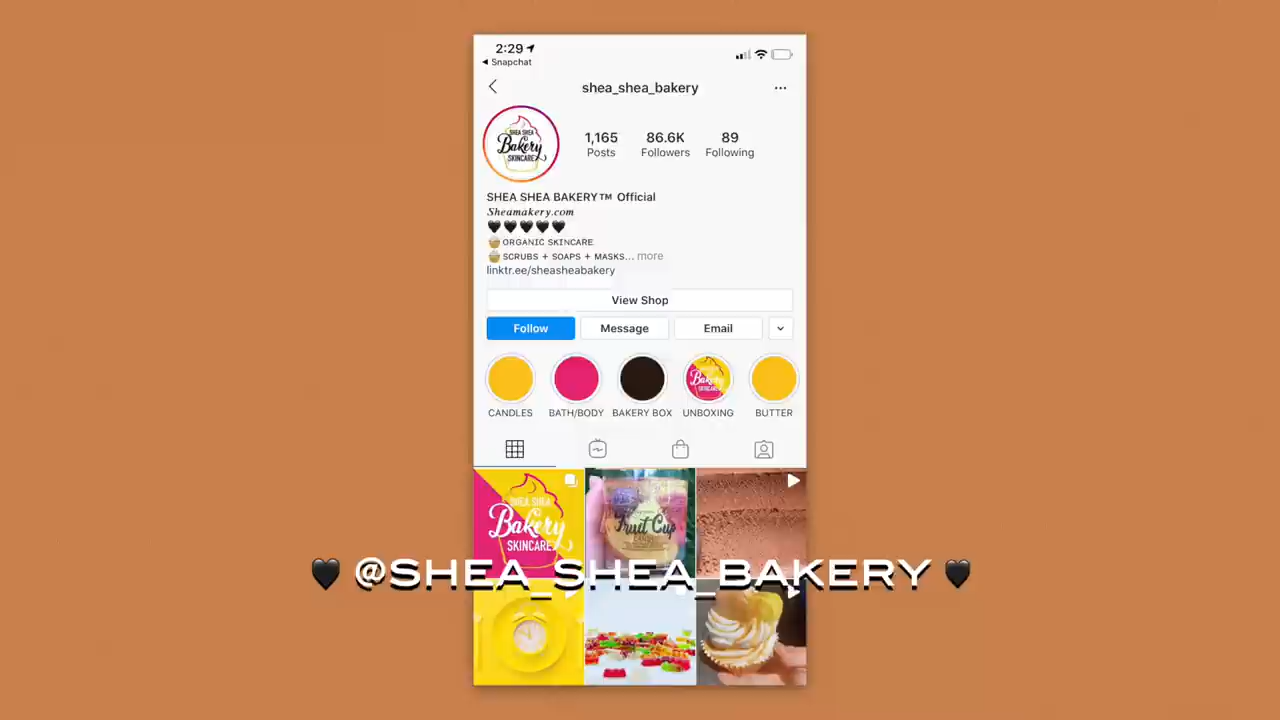 2:29
Snapchat
shea_shea_bakery
SHEA SHEA
Bakery
SKINCARE
1,165 86.6K 89
Posts Followers Following
SHEA SHEA BAKERY™ Official
Sheamakery.com
🖤🖤🖤🖤🖤
🧁ORGANIC SKINCARE
🧁SCRUBS + SOAPS + MASKS... more
linktr.ee/sheasheabakery
View Shop
Follow Message Email
Bakery
SKINCARE
CANDLES BATH/BODY BAKERY BOX UNBOXING BUTTER
SHEA SHEA
Bakery
SKINCARE
Fruit Cup
🖤 @SHEA_SHEA_BAKERY 🖤